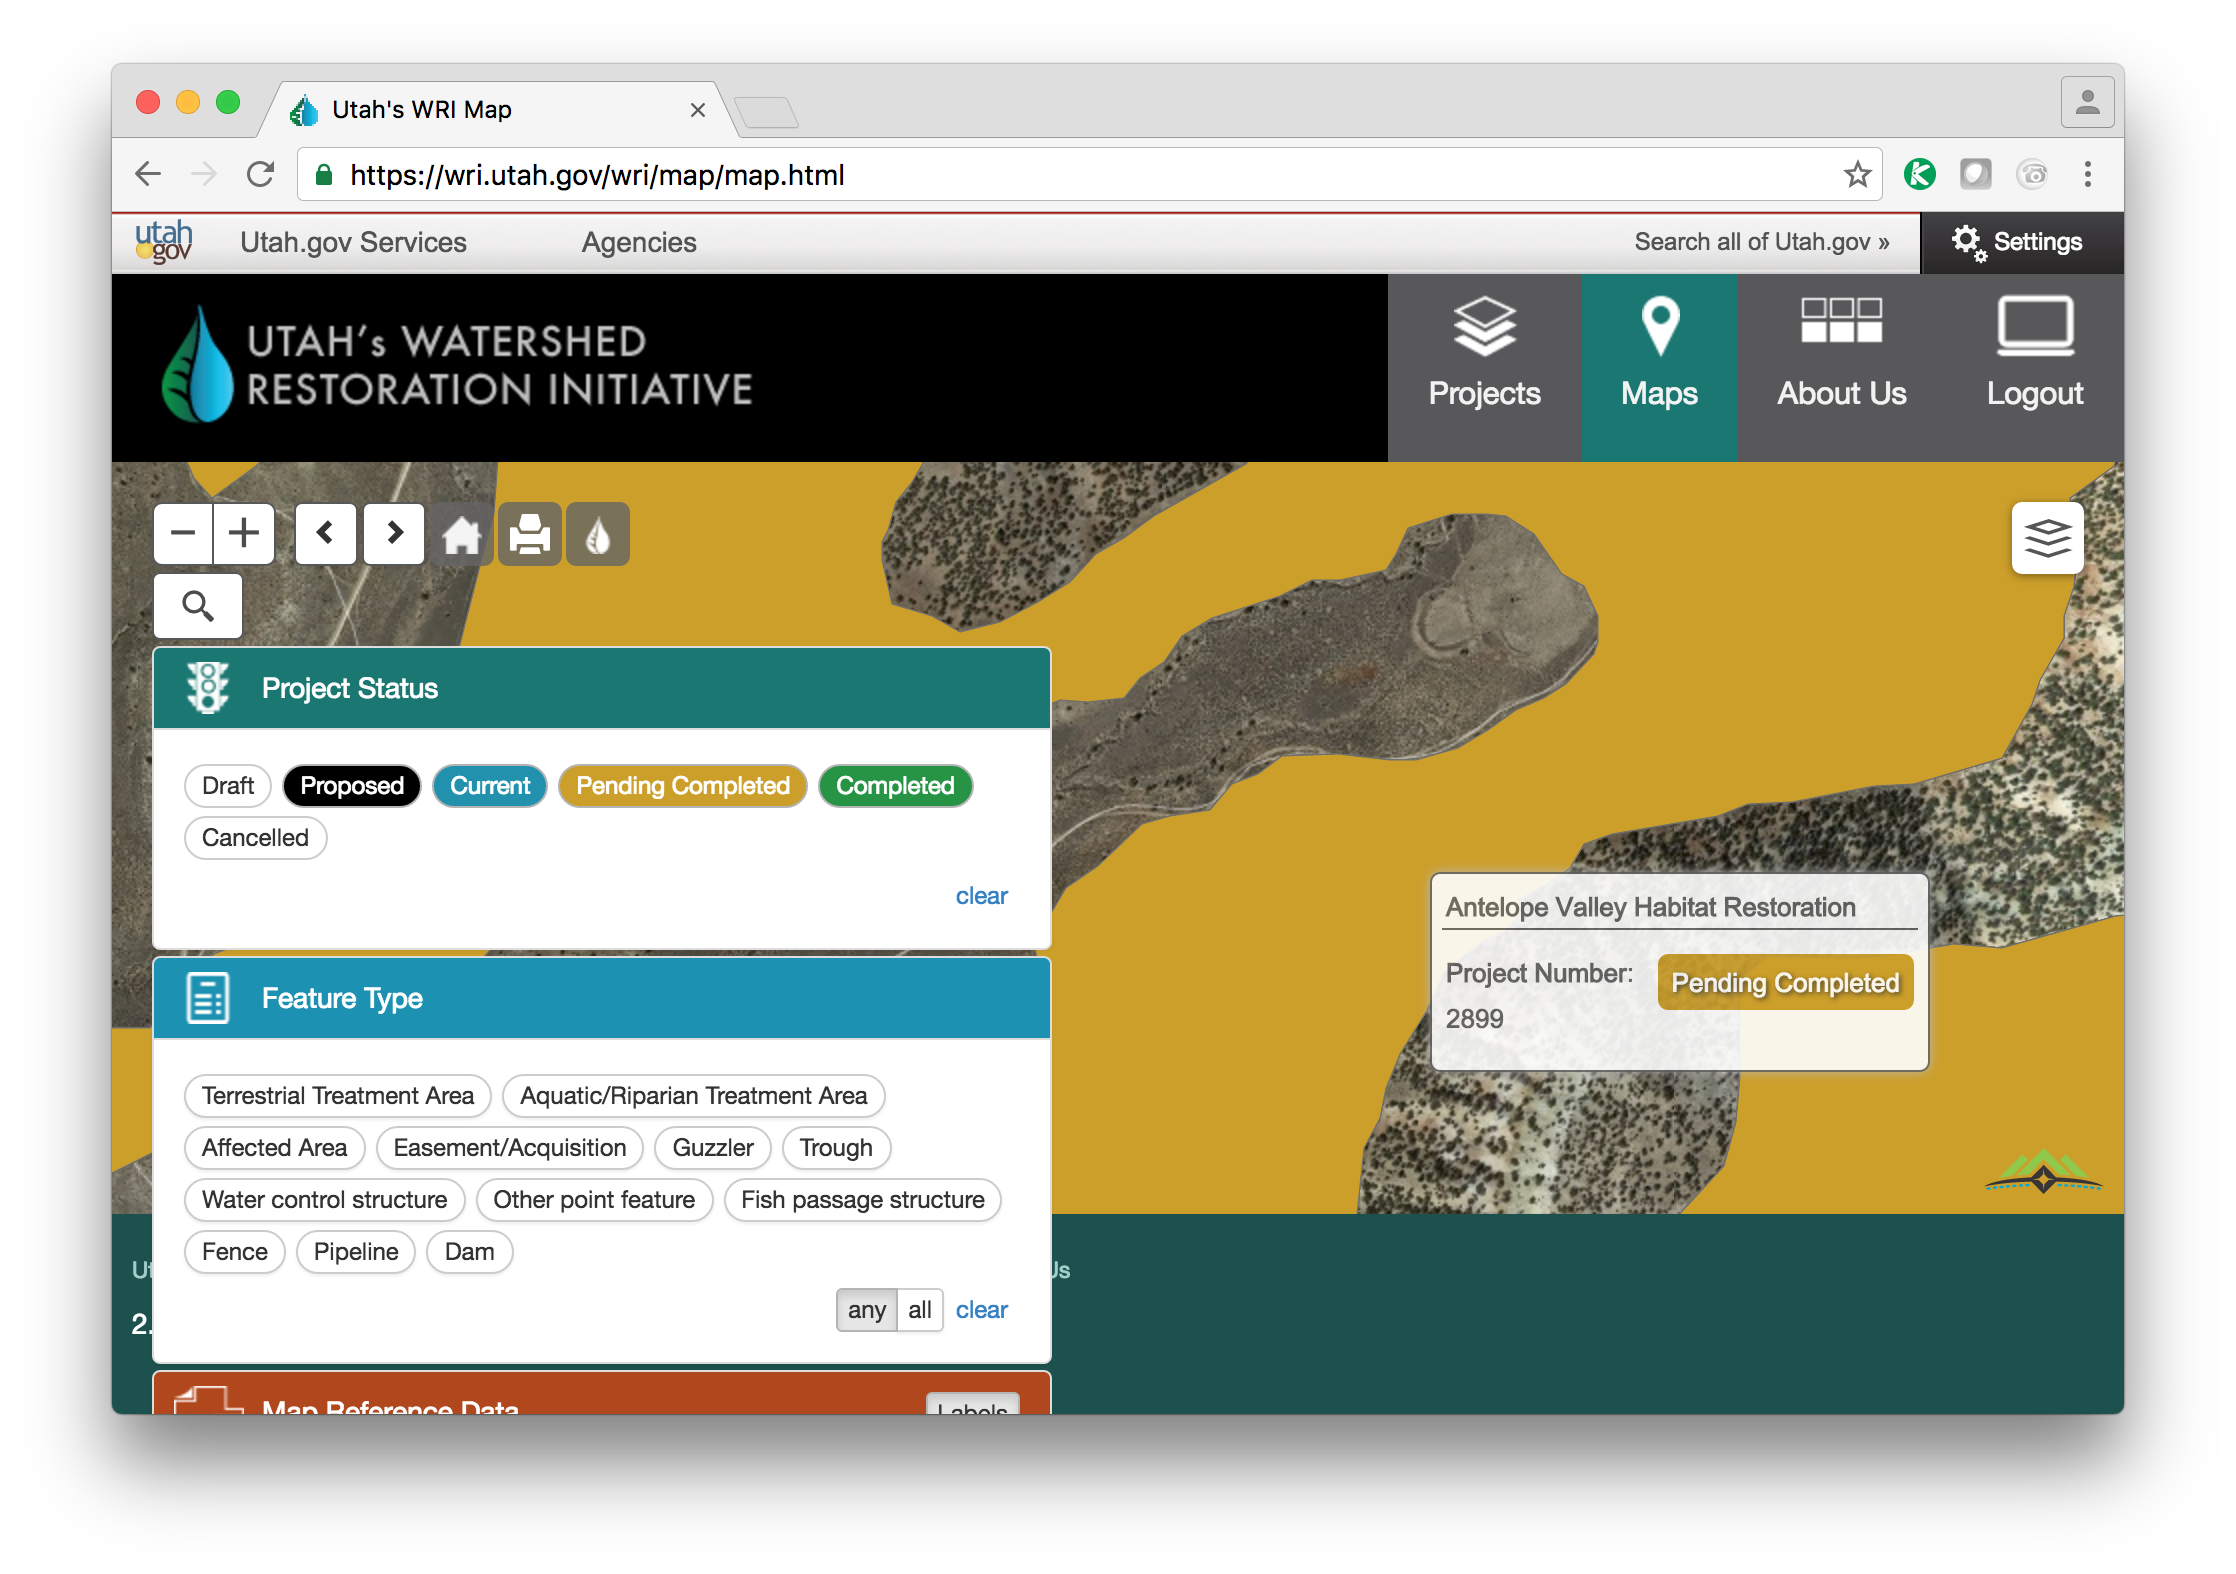 Utah's WRI Map
https://wri.utah.gov/wri/map/map.html
utah gov
Utah.gov Services
Agencies
Search all of Utah.gov »
Settings
UTAH's WATERSHED
RESTORATION INITIATIVE
Projects
Maps
About Us
Logout
Project Status
Draft Proposed Current Pending Completed Completed
Cancelled
clear
Feature Type
Terrestrial Treatment Area Aquatic/Riparian Treatment Area
Affected Area Easement/Acquisition Guzzler Trough
Water control structure Other point feature Fish passage structure
Fence Pipeline Dam
any all clear
Map Reference Data
Labels
Antelope Valley Habitat Restoration
Project Number: Pending Completed
2899
2.